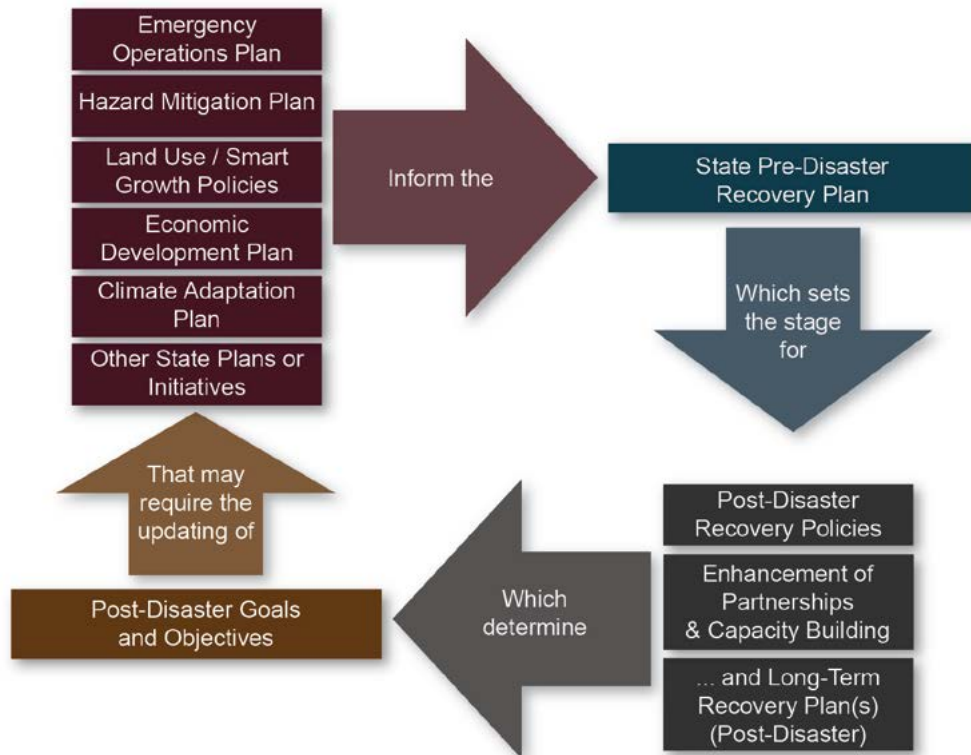 Emergency
Operations Plan
Hazard Mitigation Plan
Land Use / Smart
Growth Policies
Economic
Development Plan
Climate Adaptation
Plan
Other State Plans or
Initiatives
Inform the
State Pre-Disaster
Recovery Plan
Which sets
the stage
for
Post-Disaster
Recovery Policies
Enhancement of
Partnerships
& Capacity Building
... and Long-Term
Recovery Plan(s)
(Post-Disaster)
Which
determine
Post-Disaster Goals
and Objectives
That may
require the
updating of